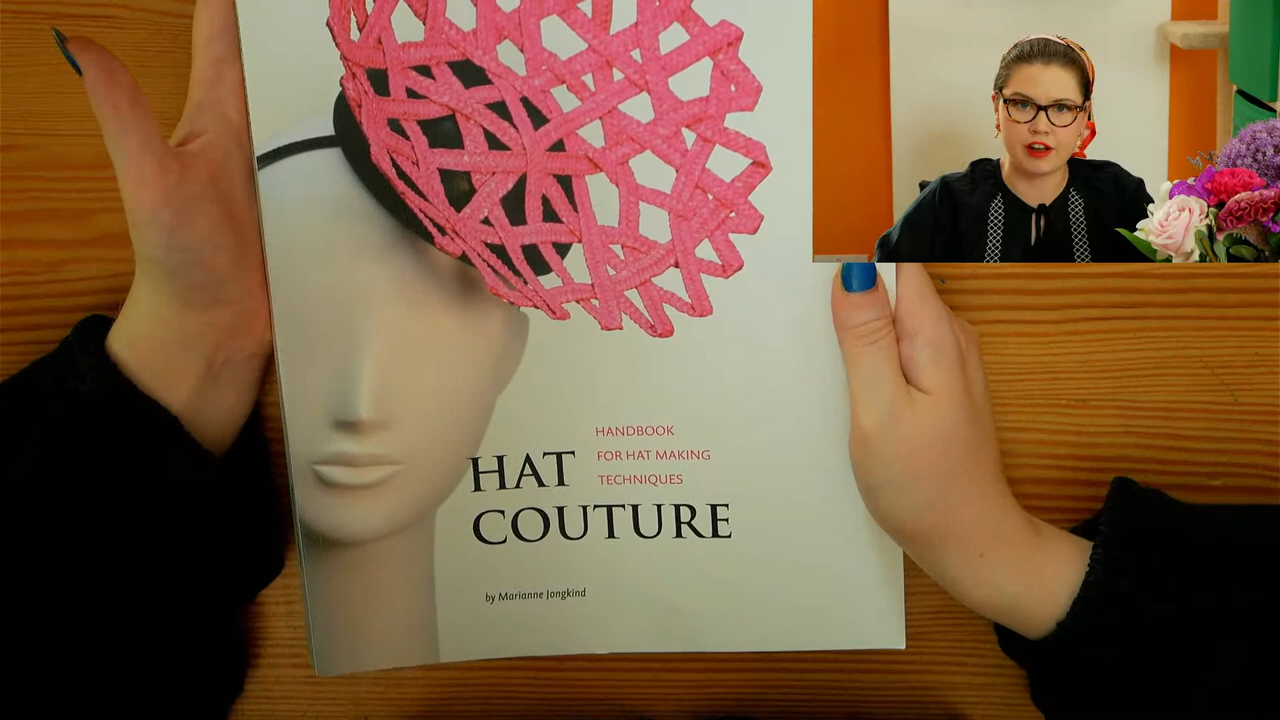 HANDBOOK
FOR HAT MAKING
TECHNIQUES
HAT
COUTURE
by Marianne Jongkind